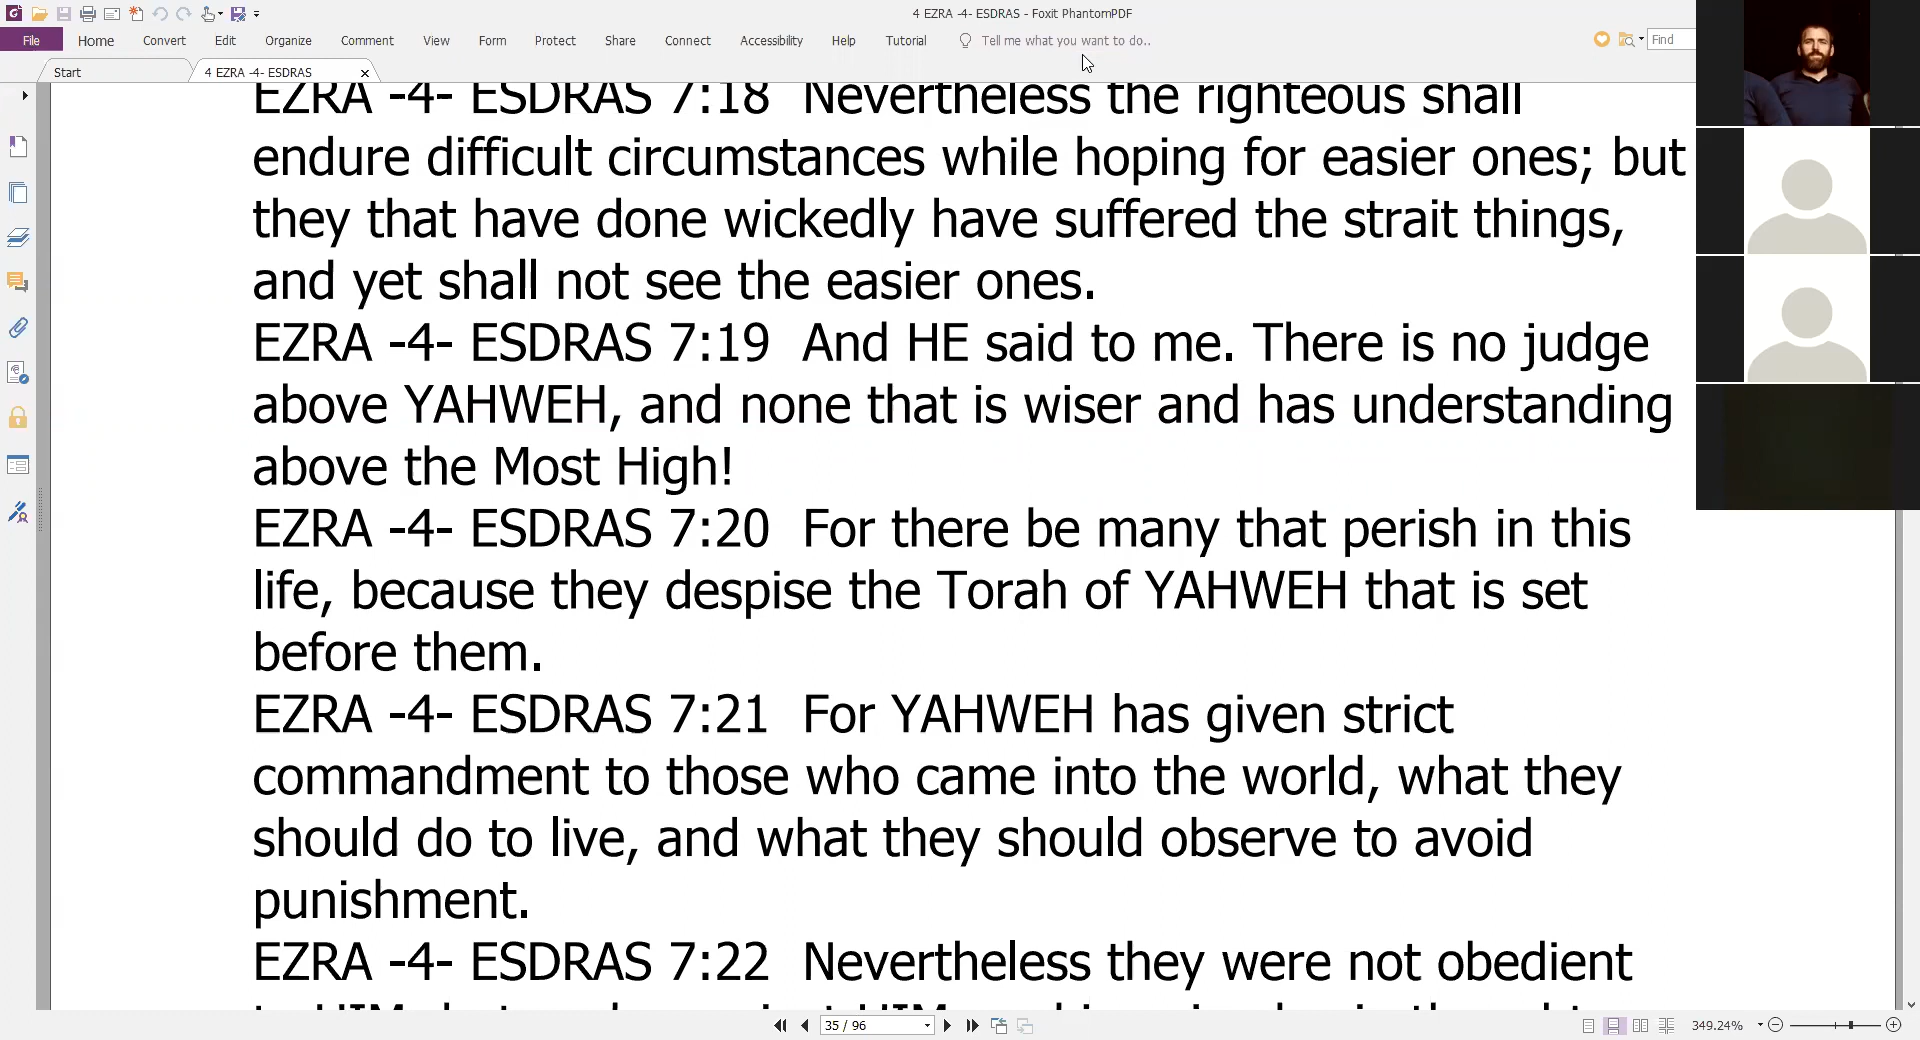 4 EZRA -4- ESDRAS - Foxit PhantomPDF
File Home Convert Edit Organize Comment View Form Protect Share Connect Accessibility Help Tutorial Tell me what you want to do.. Find
Start 4 EZRA -4- ESDRAS
EZRA -4- ESDRAS 7:18 Nevertheless the righteous shall
endure difficult circumstances while hoping for easier ones; but
they that have done wickedly have suffered the strait things,
and yet shall not see the easier ones.
EZRA -4- ESDRAS 7:19 And HE said to me. There is no judge
above YAHWEH, and none that is wiser and has understanding
above the Most High!
EZRA -4- ESDRAS 7:20 For there be many that perish in this
life, because they despise the Torah of YAHWEH that is set
before them.
EZRA -4- ESDRAS 7:21 For YAHWEH has given strict
commandment to those who came into the world, what they
should do to live, and what they should observe to avoid
punishment.
EZRA -4- ESDRAS 7:22 Nevertheless they were not obedient
35 / 96
349.24%